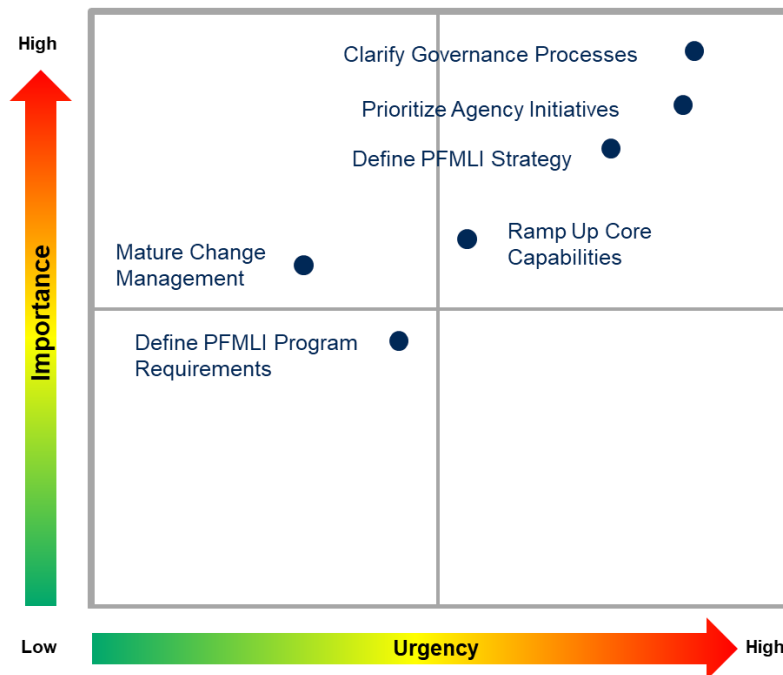 High
Clarify Governance Processes
Prioritize Agency Initiatives
Define PFMLI Strategy
Ramp Up Core
Capabilities
Mature Change
Management
Importance
Define PFMLI Program
Requirements
Low
Urgency
High